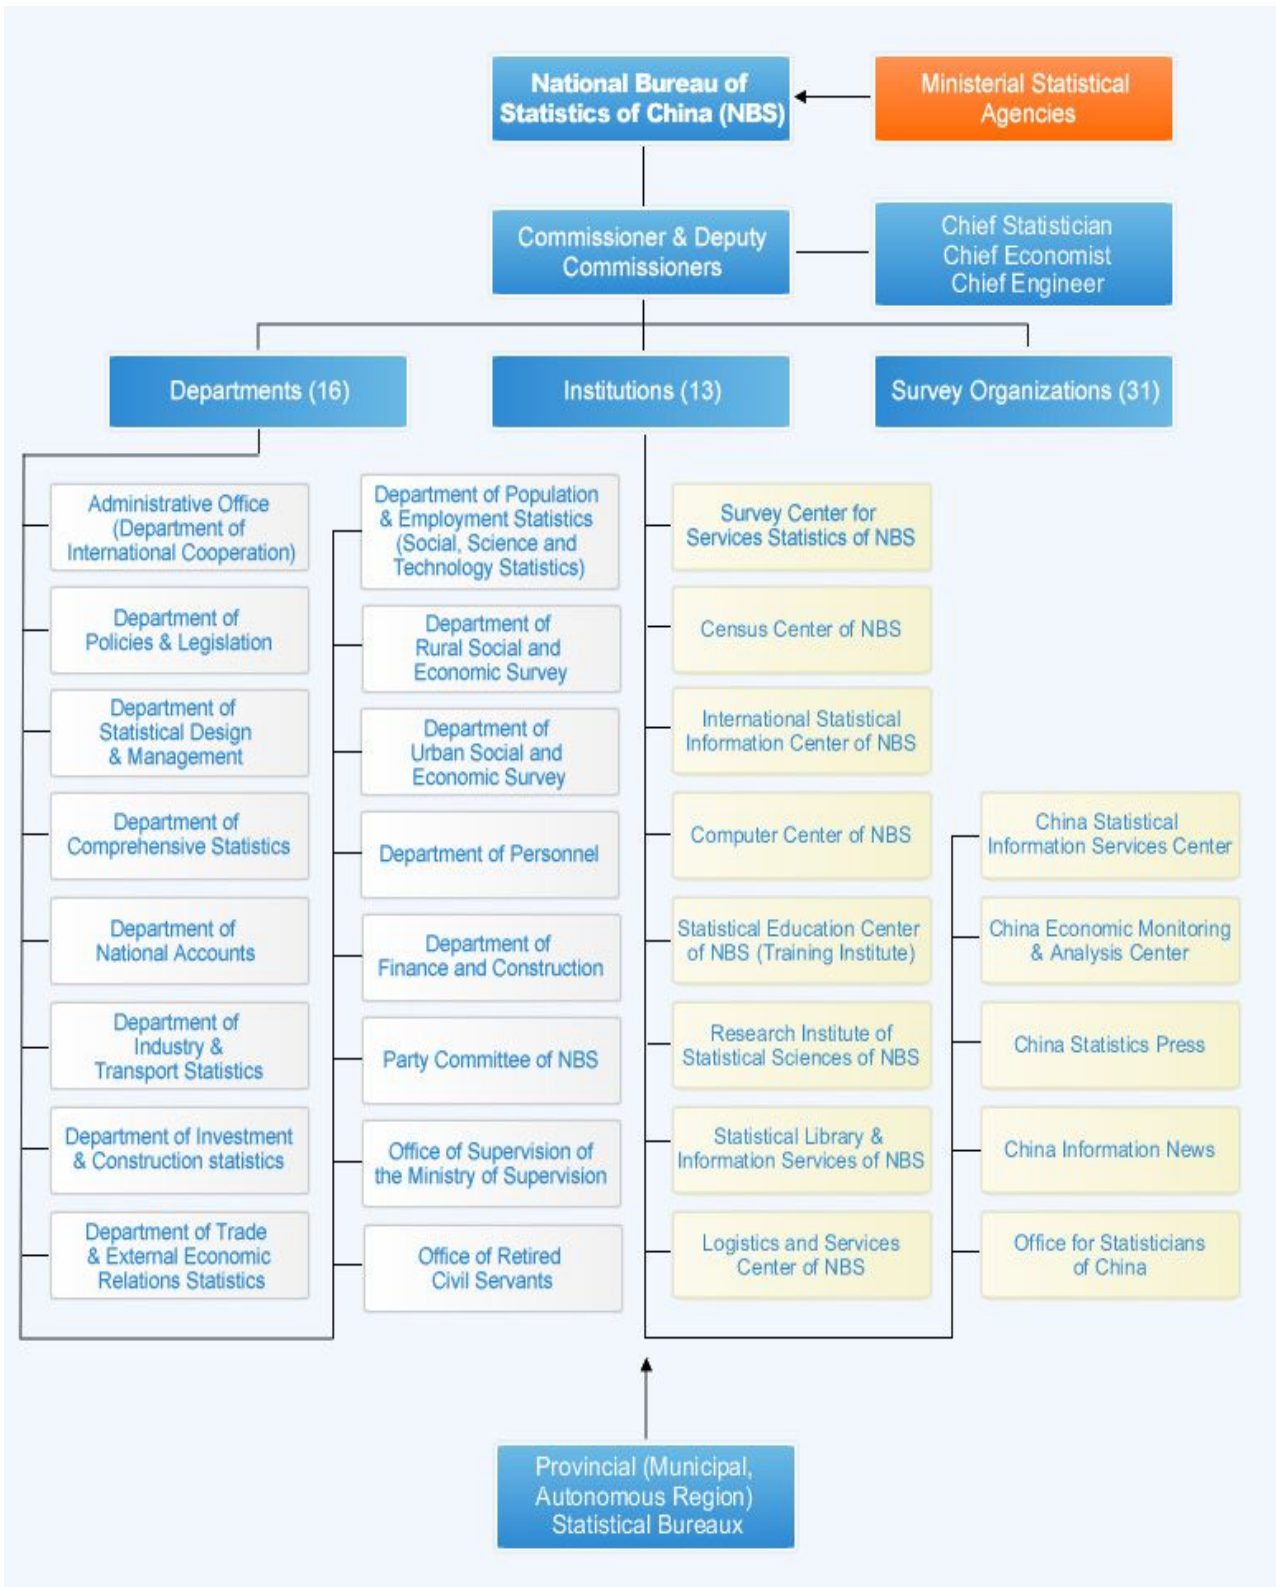 National Bureau of
Statistics of China (NBS)
Ministerial Statistical
Agencies
Commissioner & Deputy
Commissioners
Chief Statistician
Chief Economist
Chief Engineer
Departments (16)
Institutions (13)
Survey Organizations (31)
Administrative Office
(Department of
International Cooperation)
Department of
Policies & Legislation
Department of
Statistical Design
& Management
Department of
Comprehensive Statistics
Department of
National Accounts
Department of
Industry &
Transport Statistics
Department of Investment
& Construction statistics
Department of Trade
& External Economic
Relations Statistics
Department of Population
& Employment Statistics
(Social, Science and
Technology Statistics)
Department of
Rural Social and
Economic Survey
Department of
Urban Social and
Economic Survey
Department of Personnel
Department of
Finance and Construction
Party Committee of NBS
Office of Supervision of
the Ministry of Supervision
Office of Retired
Civil Servants
Survey Center for
Services Statistics of NBS
Census Center of NBS
International Statistical
Information Center of NBS
Computer Center of NBS
Statistical Education Center
of NBS (Training Institute)
Research Institute of
Statistical Sciences of NBS
Statistical Library &
Information Services of NBS
Logistics and Services
Center of NBS
China Statistical
Information Services Center
China Economic Monitoring
& Analysis Center
China Statistics Press
China Information News
Office for Statisticians
of China
Provincial (Municipal,
Autonomous Region)
Statistical Bureaux